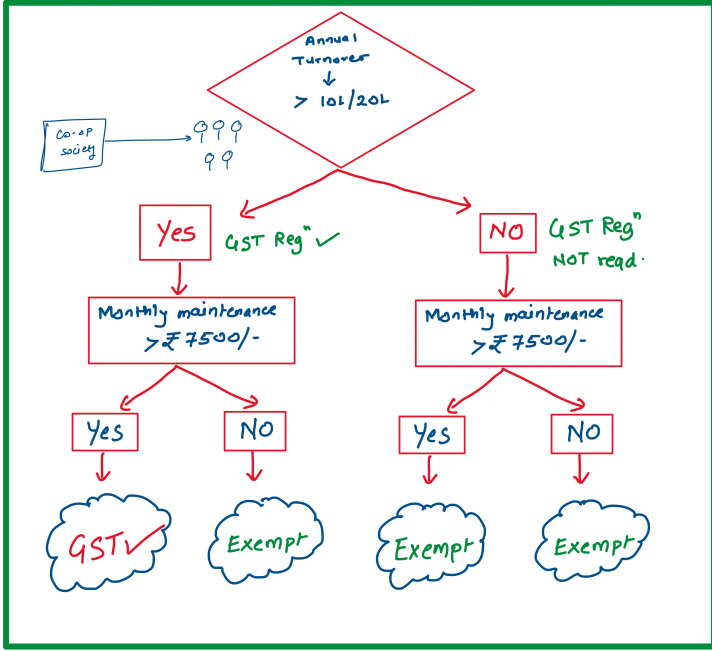 Annual
Turnover
↓
> 10L/20L
Co-op
society
Yes
GST Regⁿ ✓
NO
GST Regⁿ
NOT reqd.
Monthly maintenance
> ₹7500/-
Monthly maintenance
> ₹7500/-
Yes
NO
Yes
NO
GST ✓
Exempt
Exempt
Exempt